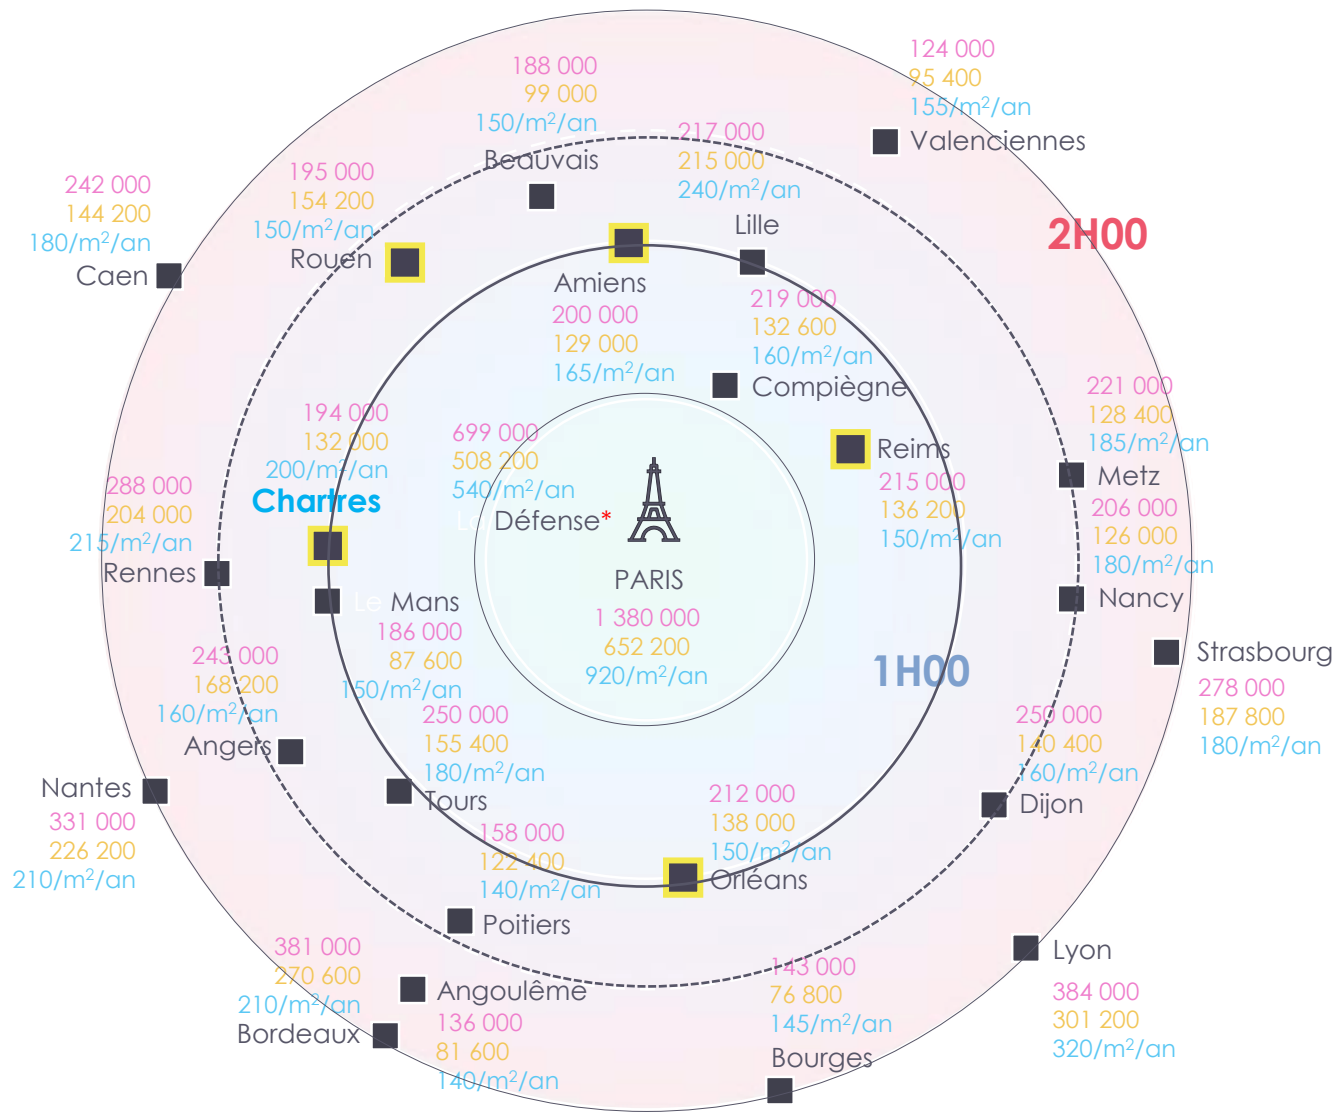 124 000
95 400
155/m²/an
Valenciennes
188 000
99 000
150/m²/an
Beauvais
217 000
215 000
240/m²/an
Lille
195 000
154 200
150/m²/an
Rouen
242 000
144 200
180/m²/an
Caen
2H00
Amiens
200 000
129 000
165/m²/an
219 000
132 600
160/m²/an
Compiègne
221 000
128 400
185/m²/an
Metz
194 000
132 000
200/m²/an
Chartres
699 000
508 200
540/m²/an
La Défense*
Reims
215 000
136 200
150/m²/an
288 000
204 000
215/m²/an
Rennes
206 000
126 000
180/m²/an
Nancy
PARIS
1 380 000
652 200
920/m²/an
Le Mans
186 000
87 600
150/m²/an
1H00
Strasbourg
278 000
187 800
180/m²/an
243 000
168 200
160/m²/an
Angers
250 000
155 400
180/m²/an
Tours
250 000
140 400
160/m²/an
Dijon
Nantes
331 000
226 200
210/m²/an
212 000
138 000
150/m²/an
Orléans
158 000
122 400
140/m²/an
Poitiers
381 000
270 600
210/m²/an
Bordeaux
Angoulême
136 000
81 600
140/m²/an
143 000
76 800
145/m²/an
Bourges
Lyon
384 000
301 200
320/m²/an